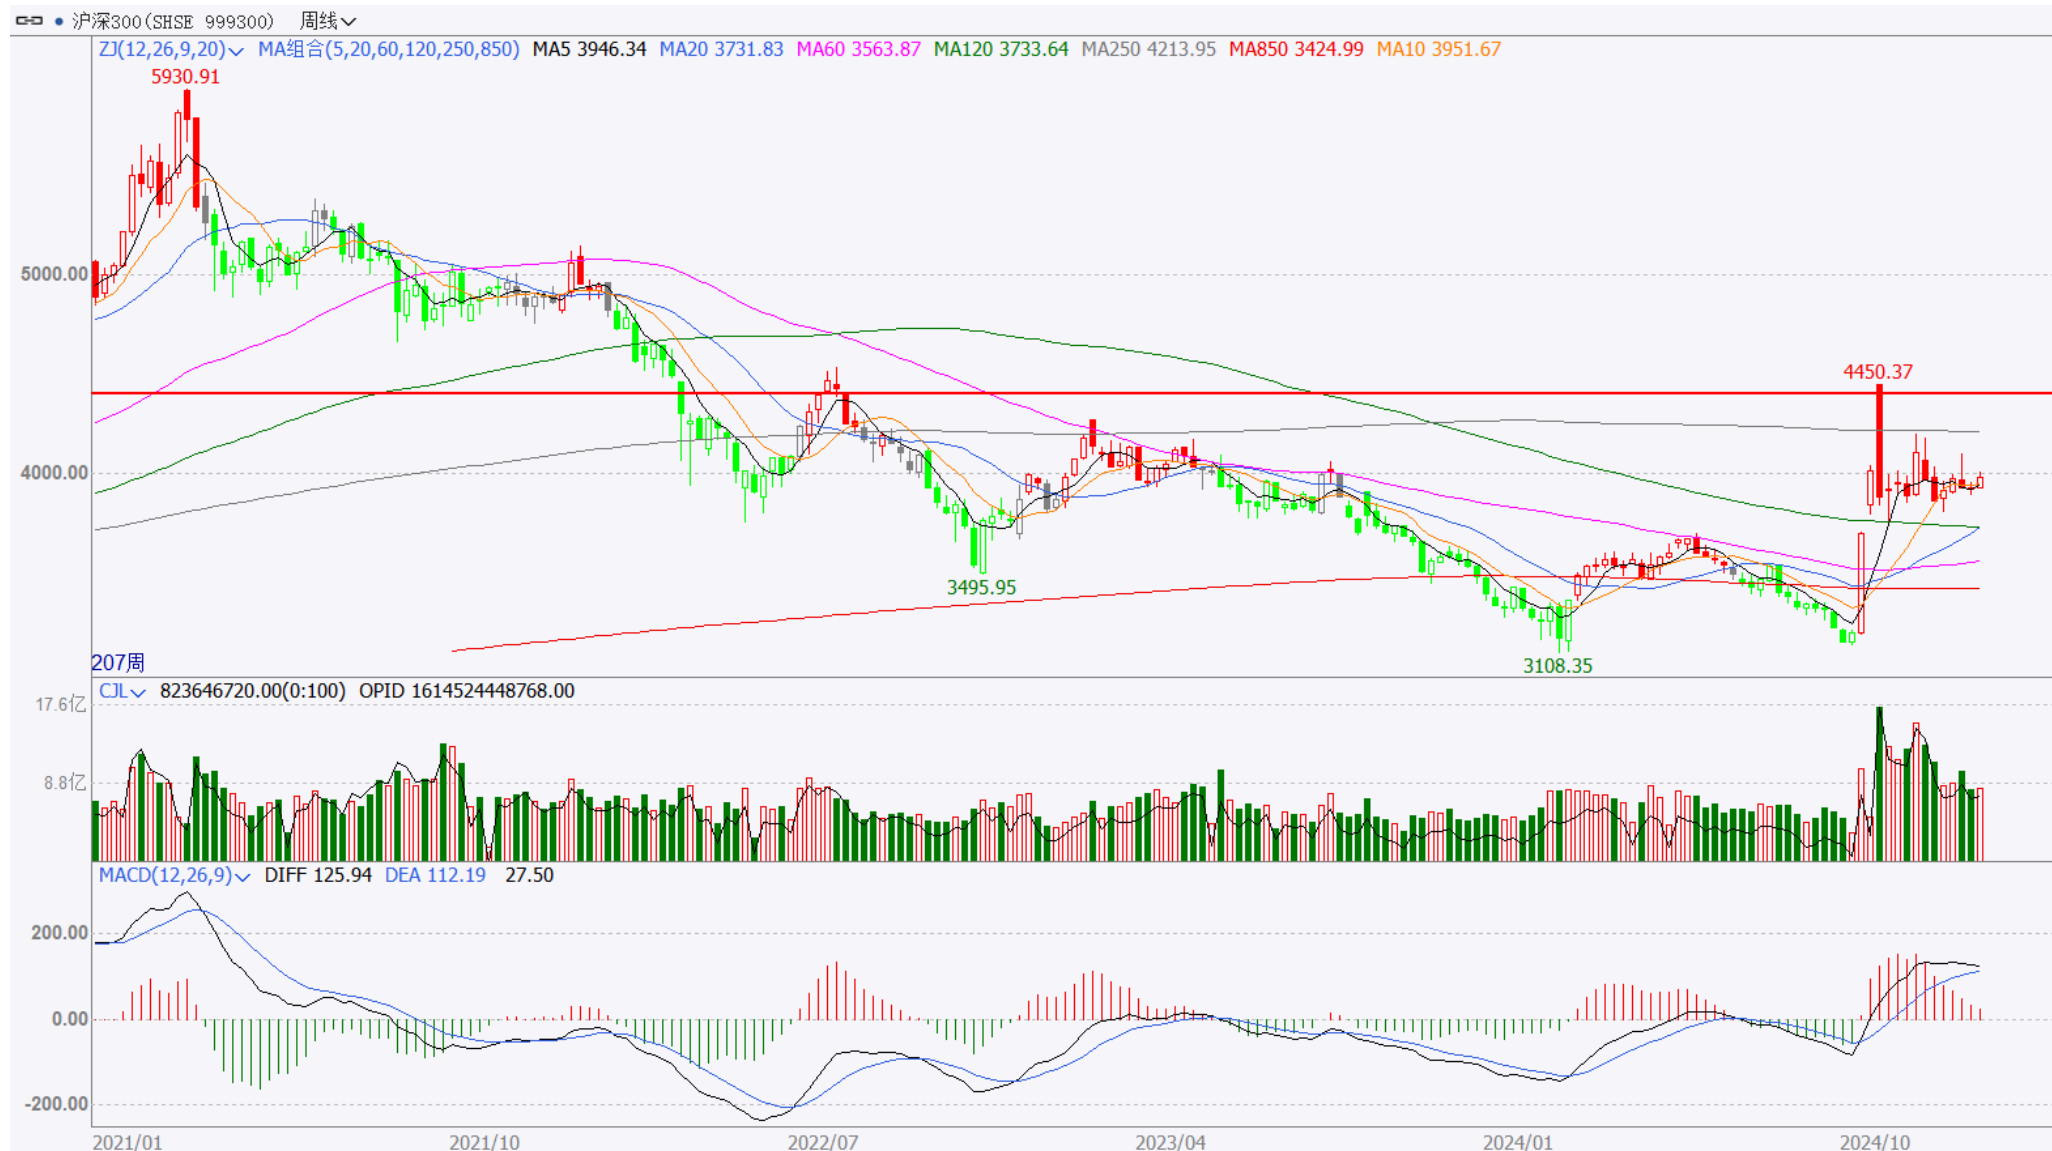 沪深300(SHSE 999300) 周线
ZJ(12,26,9,20) MA组合(5,20,60,120,250,850) MA5 3946.34 MA20 3731.83 MA60 3563.87 MA120 3733.64 MA250 4213.95 MA850 3424.99 MA10 3951.67
5930.91
5000.00
4450.37
4000.00
3495.95
207周
3108.35
CJL 823646720.00(0:100) OPID 1614524448768.00
17.6亿
8.8亿
MACD(12,26,9) DIFF 125.94 DEA 112.19 27.50
200.00
0.00
-200.00
2021/01 2021/10 2022/07 2023/04 2024/01 2024/10